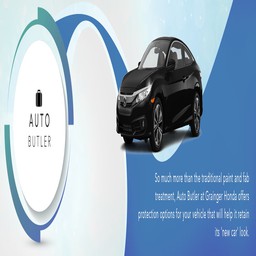 AUTO
BUTLER
So much more than the traditional paint and fab
treatment, Auto Butler at Grainger Honda offers
protection options for your vehicle that will help it retain
its 'new car' look.